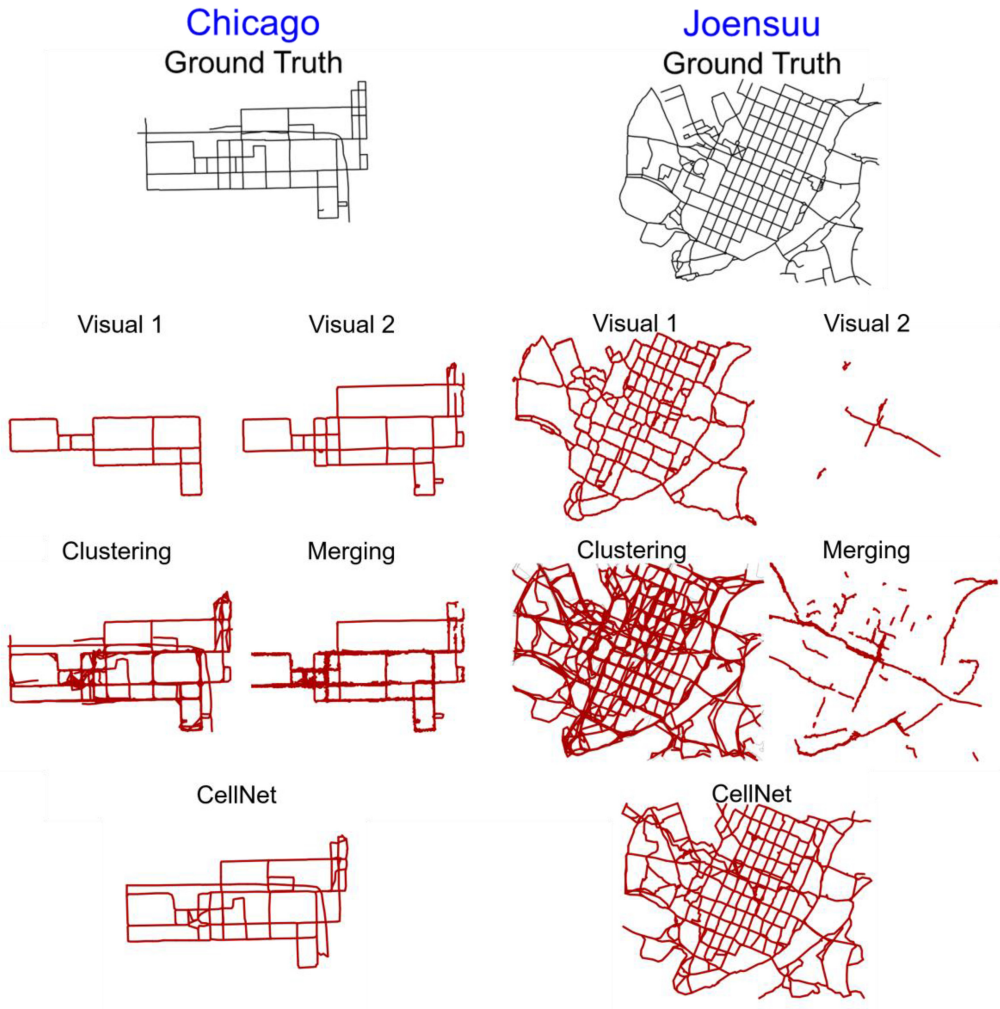 Chicago
Ground Truth
Joensuu
Ground Truth
Visual 1
Visual 2
Visual 1
Visual 2
Clustering
Merging
Clustering
Merging
CellNet
CellNet